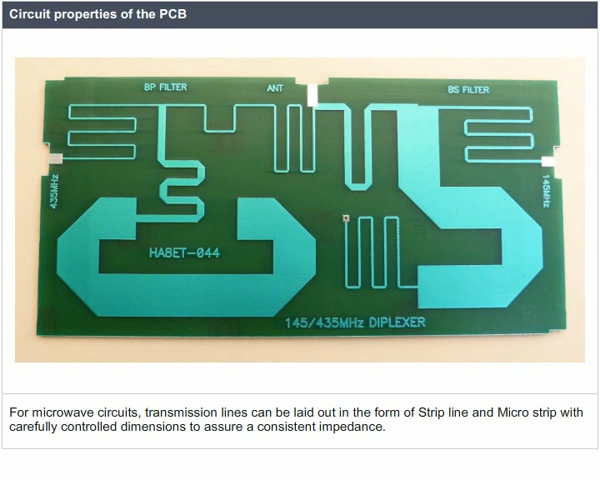 Circuit properties of the PCB
BP FILTER
ANT
BS FILTER
435MHz
145MHz
HA8ET-044
145/435MHz DIPLEXER
For microwave circuits, transmission lines can be laid out in the form of Strip line and Micro strip with
carefully controlled dimensions to assure a consistent impedance.